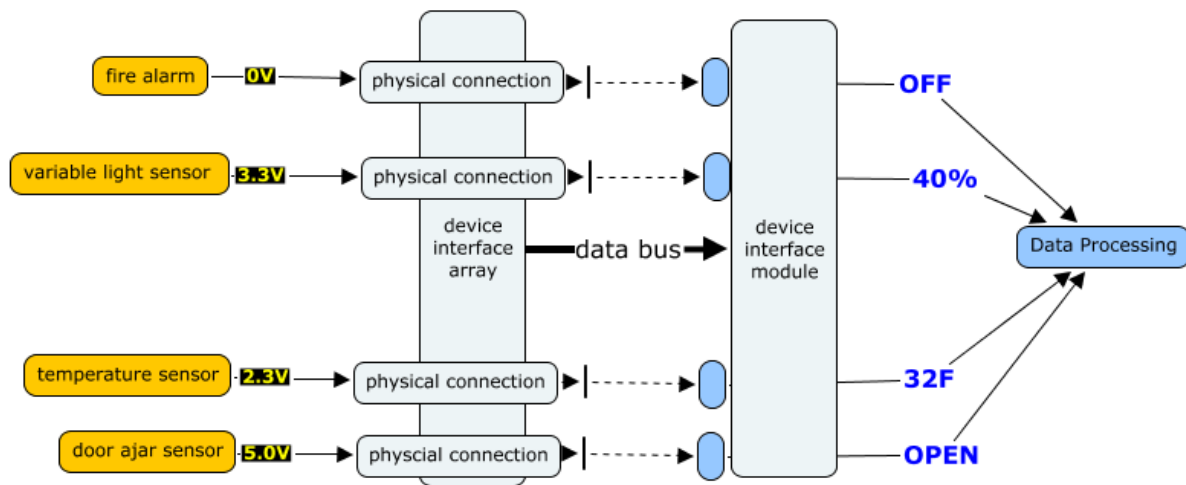 fire alarm
0V
physical connection
OFF
variable light sensor
3.3V
physical connection
40%
device
interface
array
data bus
device
interface
module
Data Processing
temperature sensor
2.3V
physical connection
32F
door ajar sensor
5.0V
physcial connection
OPEN